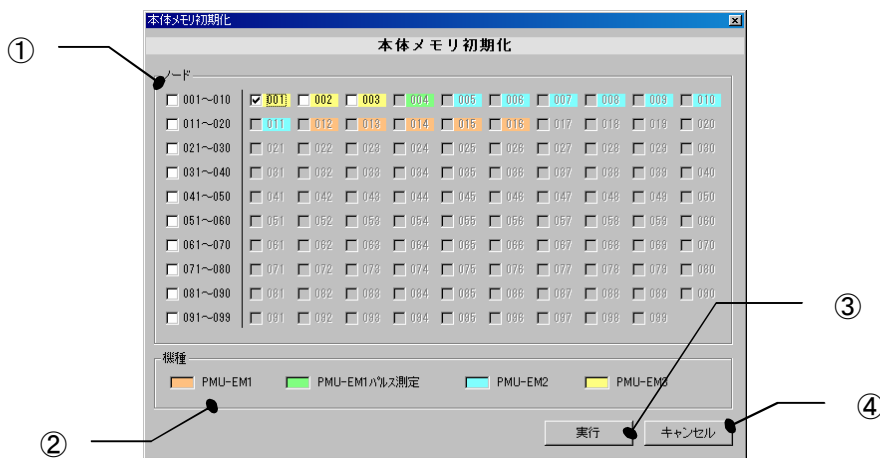 本体メモリ初期化
本体メモリ初期化
①
ノード
001～010 001 002 003 004 005 006 007 008 009 010
011～020 011 012 013 014 015 016 017 018 019 020
021～030 021 022 023 024 025 026 027 028 029 030
031～040 031 032 033 034 035 036 037 038 039 040
041～050 041 042 043 044 045 046 047 048 049 050
051～060 051 052 053 054 055 056 057 058 059 060
061～070 061 062 063 064 065 066 067 068 069 070
071～080 071 072 073 074 075 076 077 078 079 080
081～090 081 082 083 084 085 086 087 088 089 090
091～099 091 092 093 094 095 096 097 098 099
③
機種
PMU-EM1 PMU-EM1パルス測定 PMU-EM2 PMU-EM3
②
実行 キャンセル
④